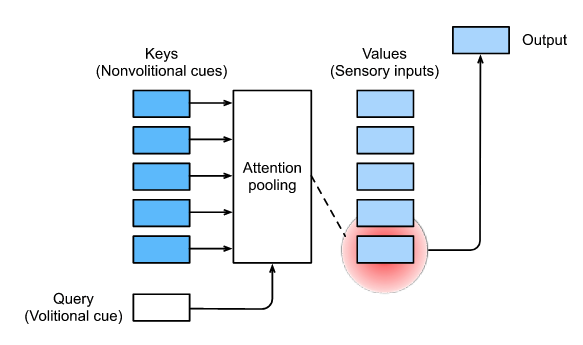 Output
Keys
(Nonvolitional cues)
Values
(Sensory inputs)
Attention
pooling
Query
(Volitional cue)